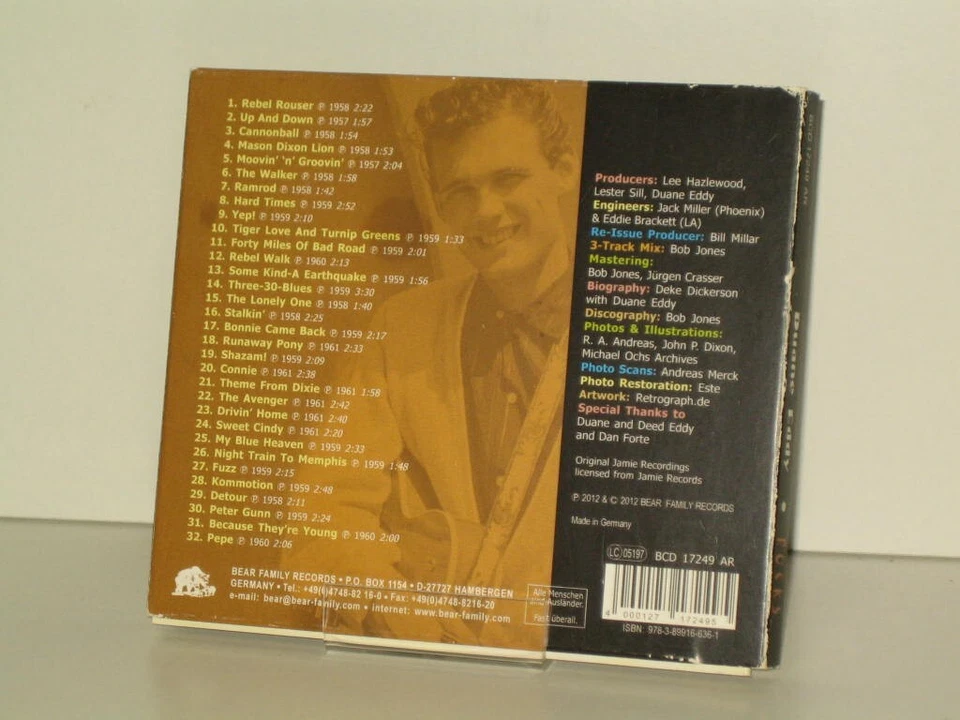 1. Rebel Rouser ℗ 1958 2:22
2. Up And Down ℗ 1957 1:57
3. Cannonball ℗ 1958 1:54
4. Mason Dixon Lion ℗ 1958 1:53
5. Moovin' 'n' Groovin' ℗ 1957 2:04
6. The Walker ℗ 1958 1:58
7. Ramrod ℗ 1958 1:42
8. Hard Times ℗ 1959 2:52
9. Yep! ℗ 1959 2:10
10. Tiger Love And Turnip Greens ℗ 1959 1:33
11. Forty Miles Of Bad Road ℗ 1959 2:01
12. Rebel Walk ℗ 1960 2:13
13. Some Kind-A Earthquake ℗ 1959 1:56
14. Three-30-Blues ℗ 1959 3:30
15. The Lonely One ℗ 1958 1:40
16. Stalkin' ℗ 1958 2:25
17. Bonnie Came Back ℗ 1959 2:17
18. Runaway Pony ℗ 1961 2:33
19. Shazam! ℗ 1959 2:09
20. Connie ℗ 1961 2:38
21. Theme From Dixie ℗ 1961 1:58
22. The Avenger ℗ 1961 2:42
23. Drivin' Home ℗ 1961 2:40
24. Sweet Cindy ℗ 1961 2:20
25. My Blue Heaven ℗ 1959 2:33
26. Night Train To Memphis ℗ 1959 1:48
27. Fuzz ℗ 1959 2:15
28. Kommotion ℗ 1959 2:48
29. Detour ℗ 1958 2:11
30. Peter Gunn ℗ 1959 2:24
31. Because They're Young ℗ 1960 2:00
32. Pepe ℗ 1960 2:06
BEAR FAMILY RECORDS • P.O. BOX 1154 • D-27727 HAMBERGEN
GERMANY • Tel.: +49(0)4748-82 16-0 • Fax: +49(0)4748-8216-20
e-mail: bear@bear-family.com • internet: www.bear-family.com
Alle Menschen
sind Ausländer.
Fast überall.
Producers: Lee Hazlewood,
Lester Sill, Duane Eddy
Engineers: Jack Miller (Phoenix)
& Eddie Brackett (LA)
Re-Issue Producer: Bill Millar
3-Track Mix: Bob Jones
Mastering:
Bob Jones, Jürgen Crasser
Biography: Deke Dickerson
with Duane Eddy
Discography: Bob Jones
Photos & Illustrations:
R. A. Andreas, John P. Dixon,
Michael Ochs Archives
Photo Scans: Andreas Merck
Photo Restoration: Este
Artwork: Retrograph.de
Special Thanks to
Duane and Deed Eddy
and Dan Forte
Original Jamie Recordings
licensed from Jamie Records
℗ 2012 & © 2012 BEAR FAMILY RECORDS
Made in Germany
LC 05197 BCD 17249 AR
4 000127 172495
ISBN: 978-3-89916-636-1
BCD 17249 AR